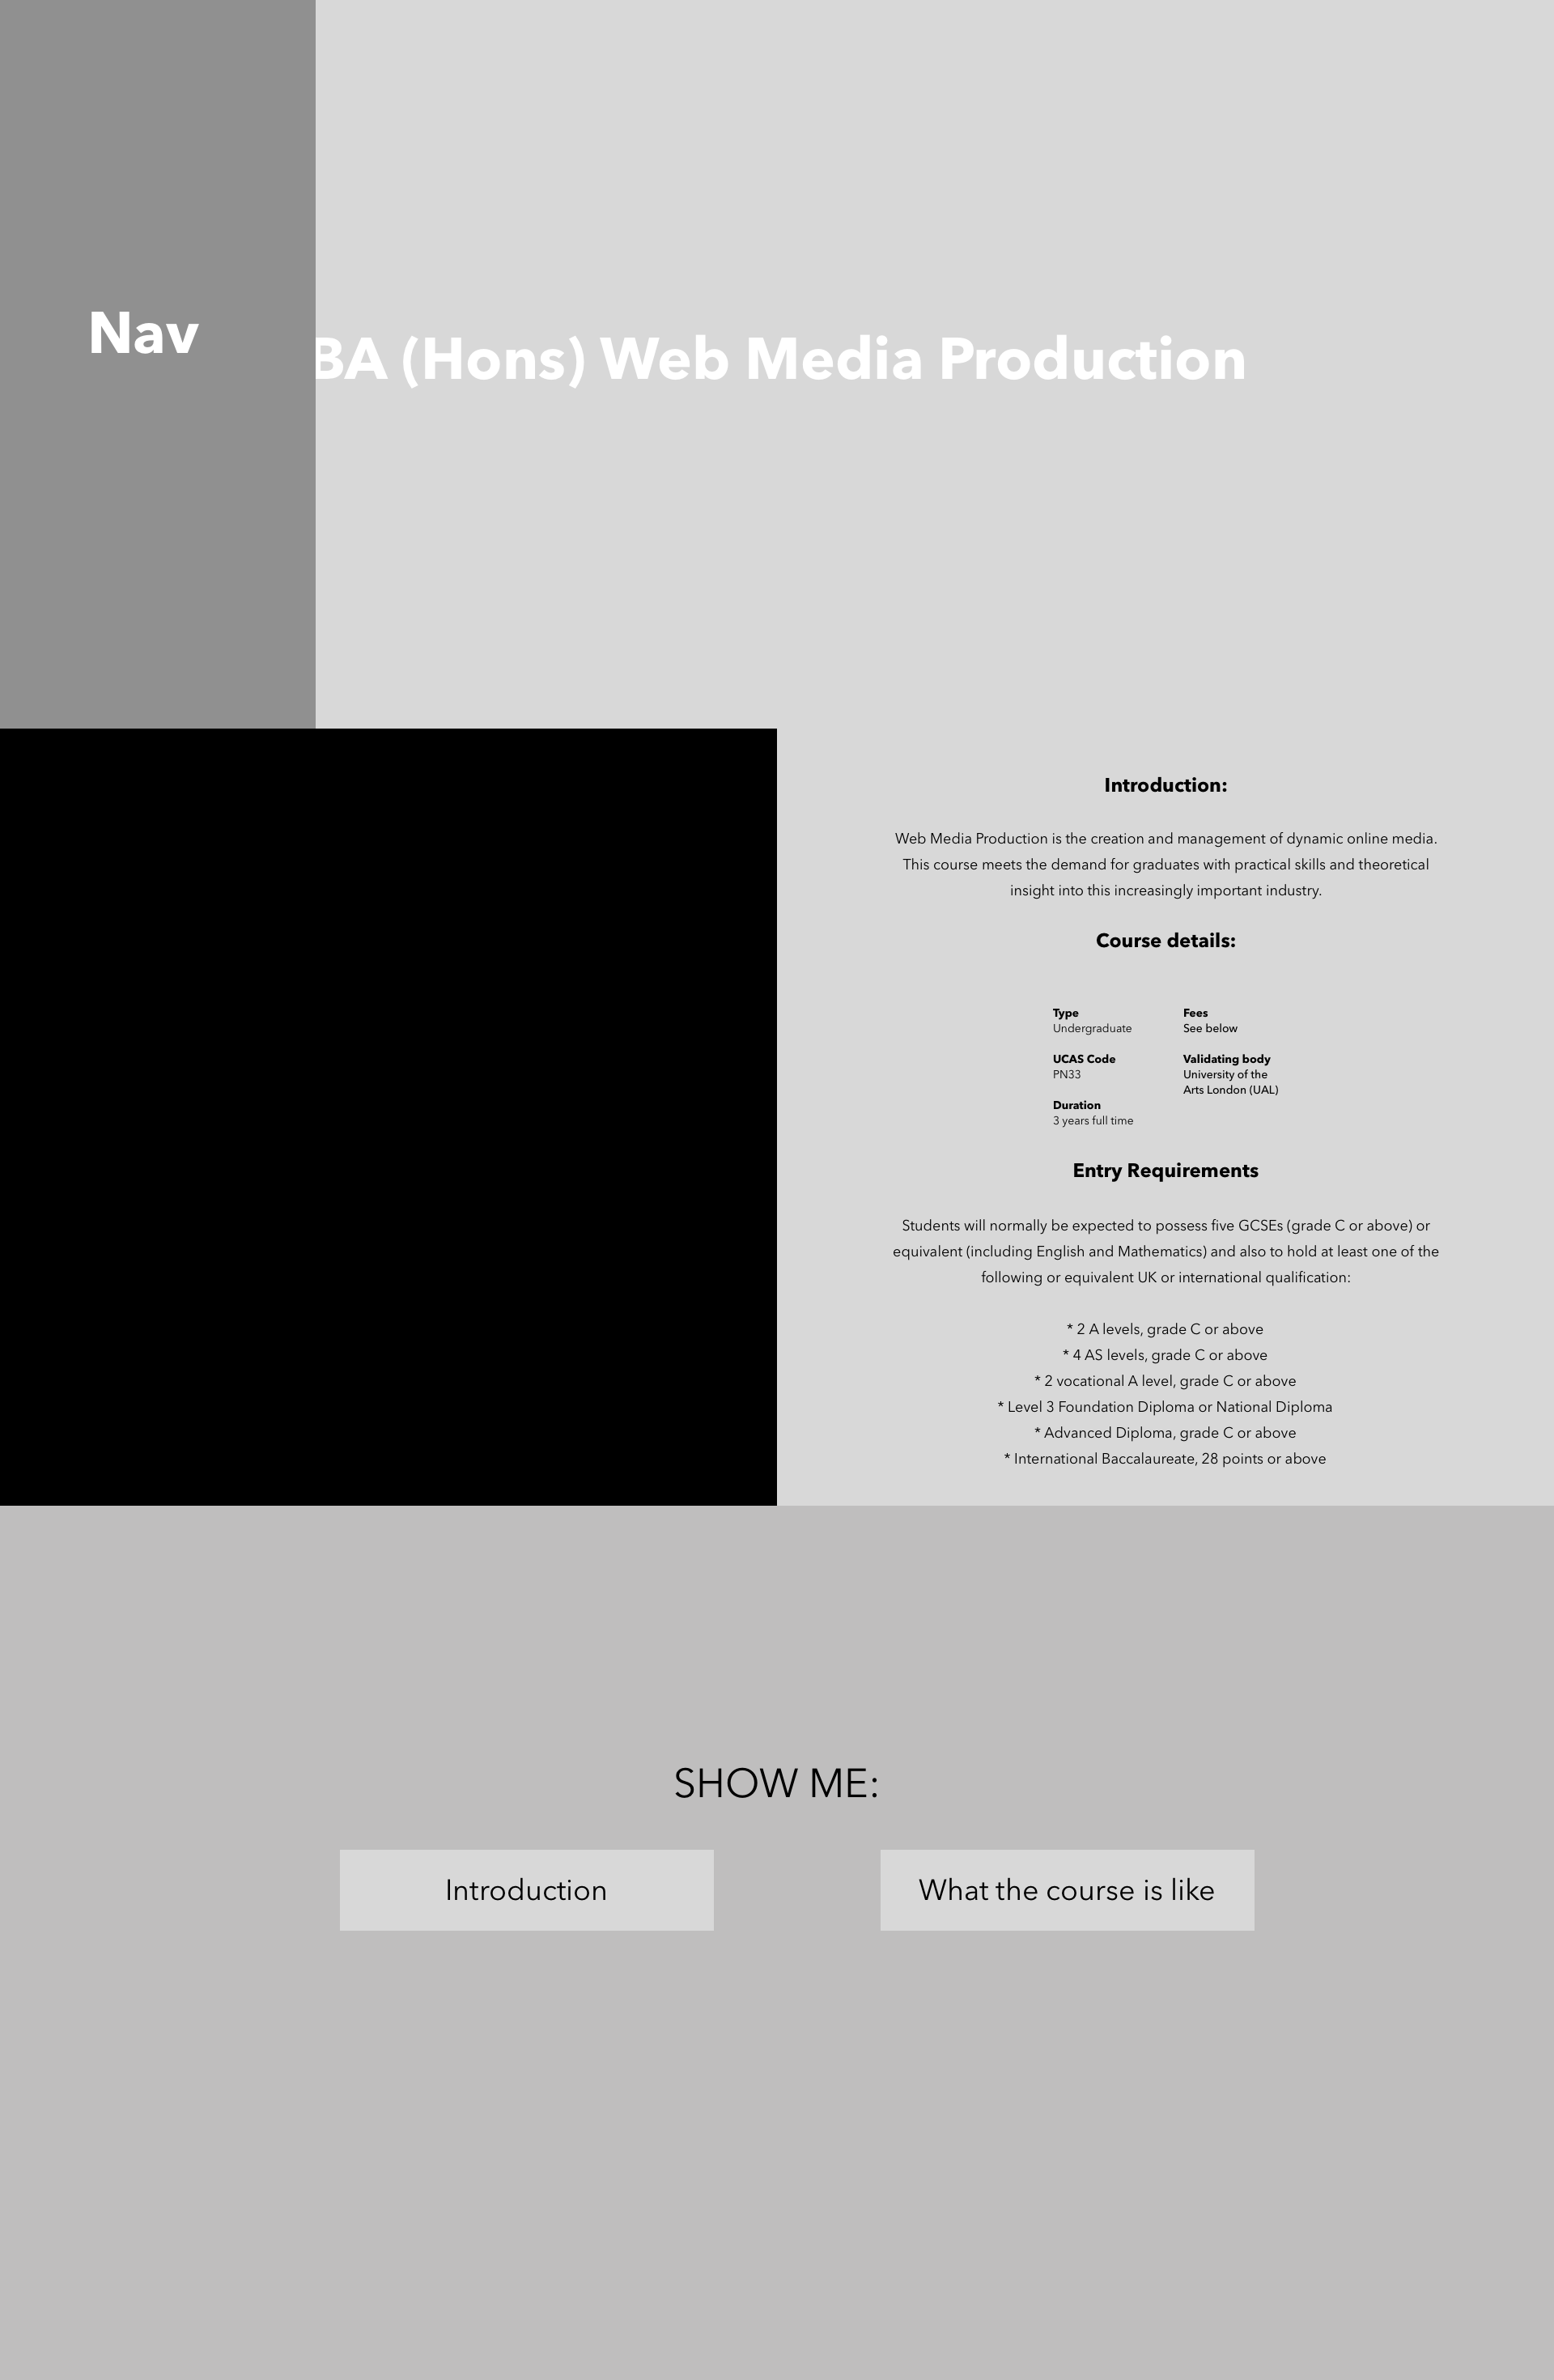 Nav
BA (Hons) Web Media Production
Introduction:
Web Media Production is the creation and management of dynamic online media.
This course meets the demand for graduates with practical skills and theoretical
insight into this increasingly important industry.
Course details:
Type
Undergraduate
UCAS Code
PN33
Duration
3 years full time
Fees
See below
Validating body
University of the
Arts London (UAL)
Entry Requirements
Students will normally be expected to possess five GCSEs (grade C or above) or
equivalent (including English and Mathematics) and also to hold at least one of the
following or equivalent UK or international qualification:
* 2 A levels, grade C or above
* 4 AS levels, grade C or above
* 2 vocational A level, grade C or above
* Level 3 Foundation Diploma or National Diploma
* Advanced Diploma, grade C or above
* International Baccalaureate, 28 points or above
SHOW ME:
Introduction
What the course is like